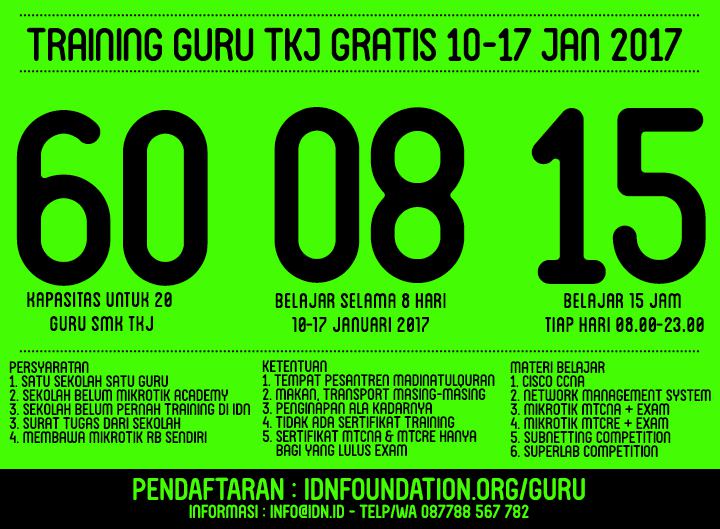 TRAINING GURU TKJ GRATIS 10-17 JAN 2017
60
KAPASITAS UNTUK 20
GURU SMK TKJ
08
BELAJAR SELAMA 8 HARI
10-17 JANUARI 2017
15
BELAJAR 15 JAM
TIAP HARI 08.00-23.00
PERSYARATAN
1. SATU SEKOLAH SATU GURU
2. SEKOLAH BELUM MIKROTIK ACADEMY
3. SEKOLAH BELUM PERNAH TRAINING DI IDN
3. SURAT TUGAS DARI SEKOLAH
4. MEMBAWA MIKROTIK RB SENDIRI
KETENTUAN
1. TEMPAT PESANTREN MADINATULQURAN
2. MAKAN, TRANSPORT MASING-MASING
3. PENGINAPAN ALA KADARNYA
4. TIDAK ADA SERTIFIKAT TRAINING
5. SERTIFIKAT MTCNA & MTCRE HANYA
BAGI YANG LULUS EXAM
MATERI BELAJAR
1. CISCO CCNA
2. NETWORK MANAGEMENT SYSTEM
3. MIKROTIK MTCNA + EXAM
4. MIKROTIK MTCRE + EXAM
5. SUBNETTING COMPETITION
6. SUPERLAB COMPETITION
PENDAFTARAN : IDNFOUNDATION.ORG/GURU
INFORMASI : INFO@IDN.ID - TELP/WA 087788 567 782